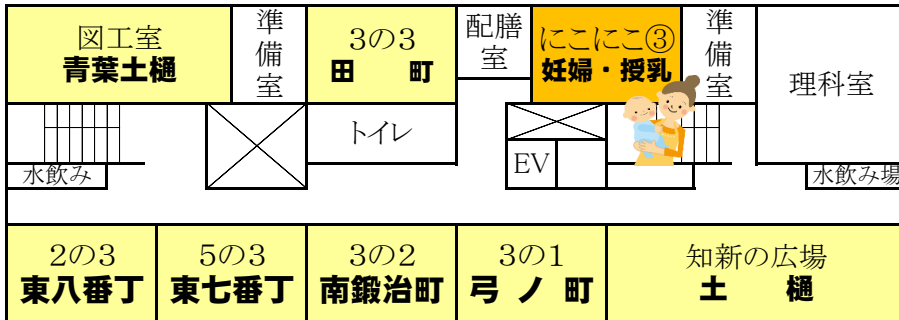 図工室
青葉土樋
準備室
3の3
田 町
配膳室
にこにこ③
妊婦・授乳
準備室
理科室
トイレ
EV
水飲み
水飲み場
2の3
東八番丁
5の3
東七番丁
3の2
南鍛冶町
3の1
弓ノ町
知新の広場
土 樋